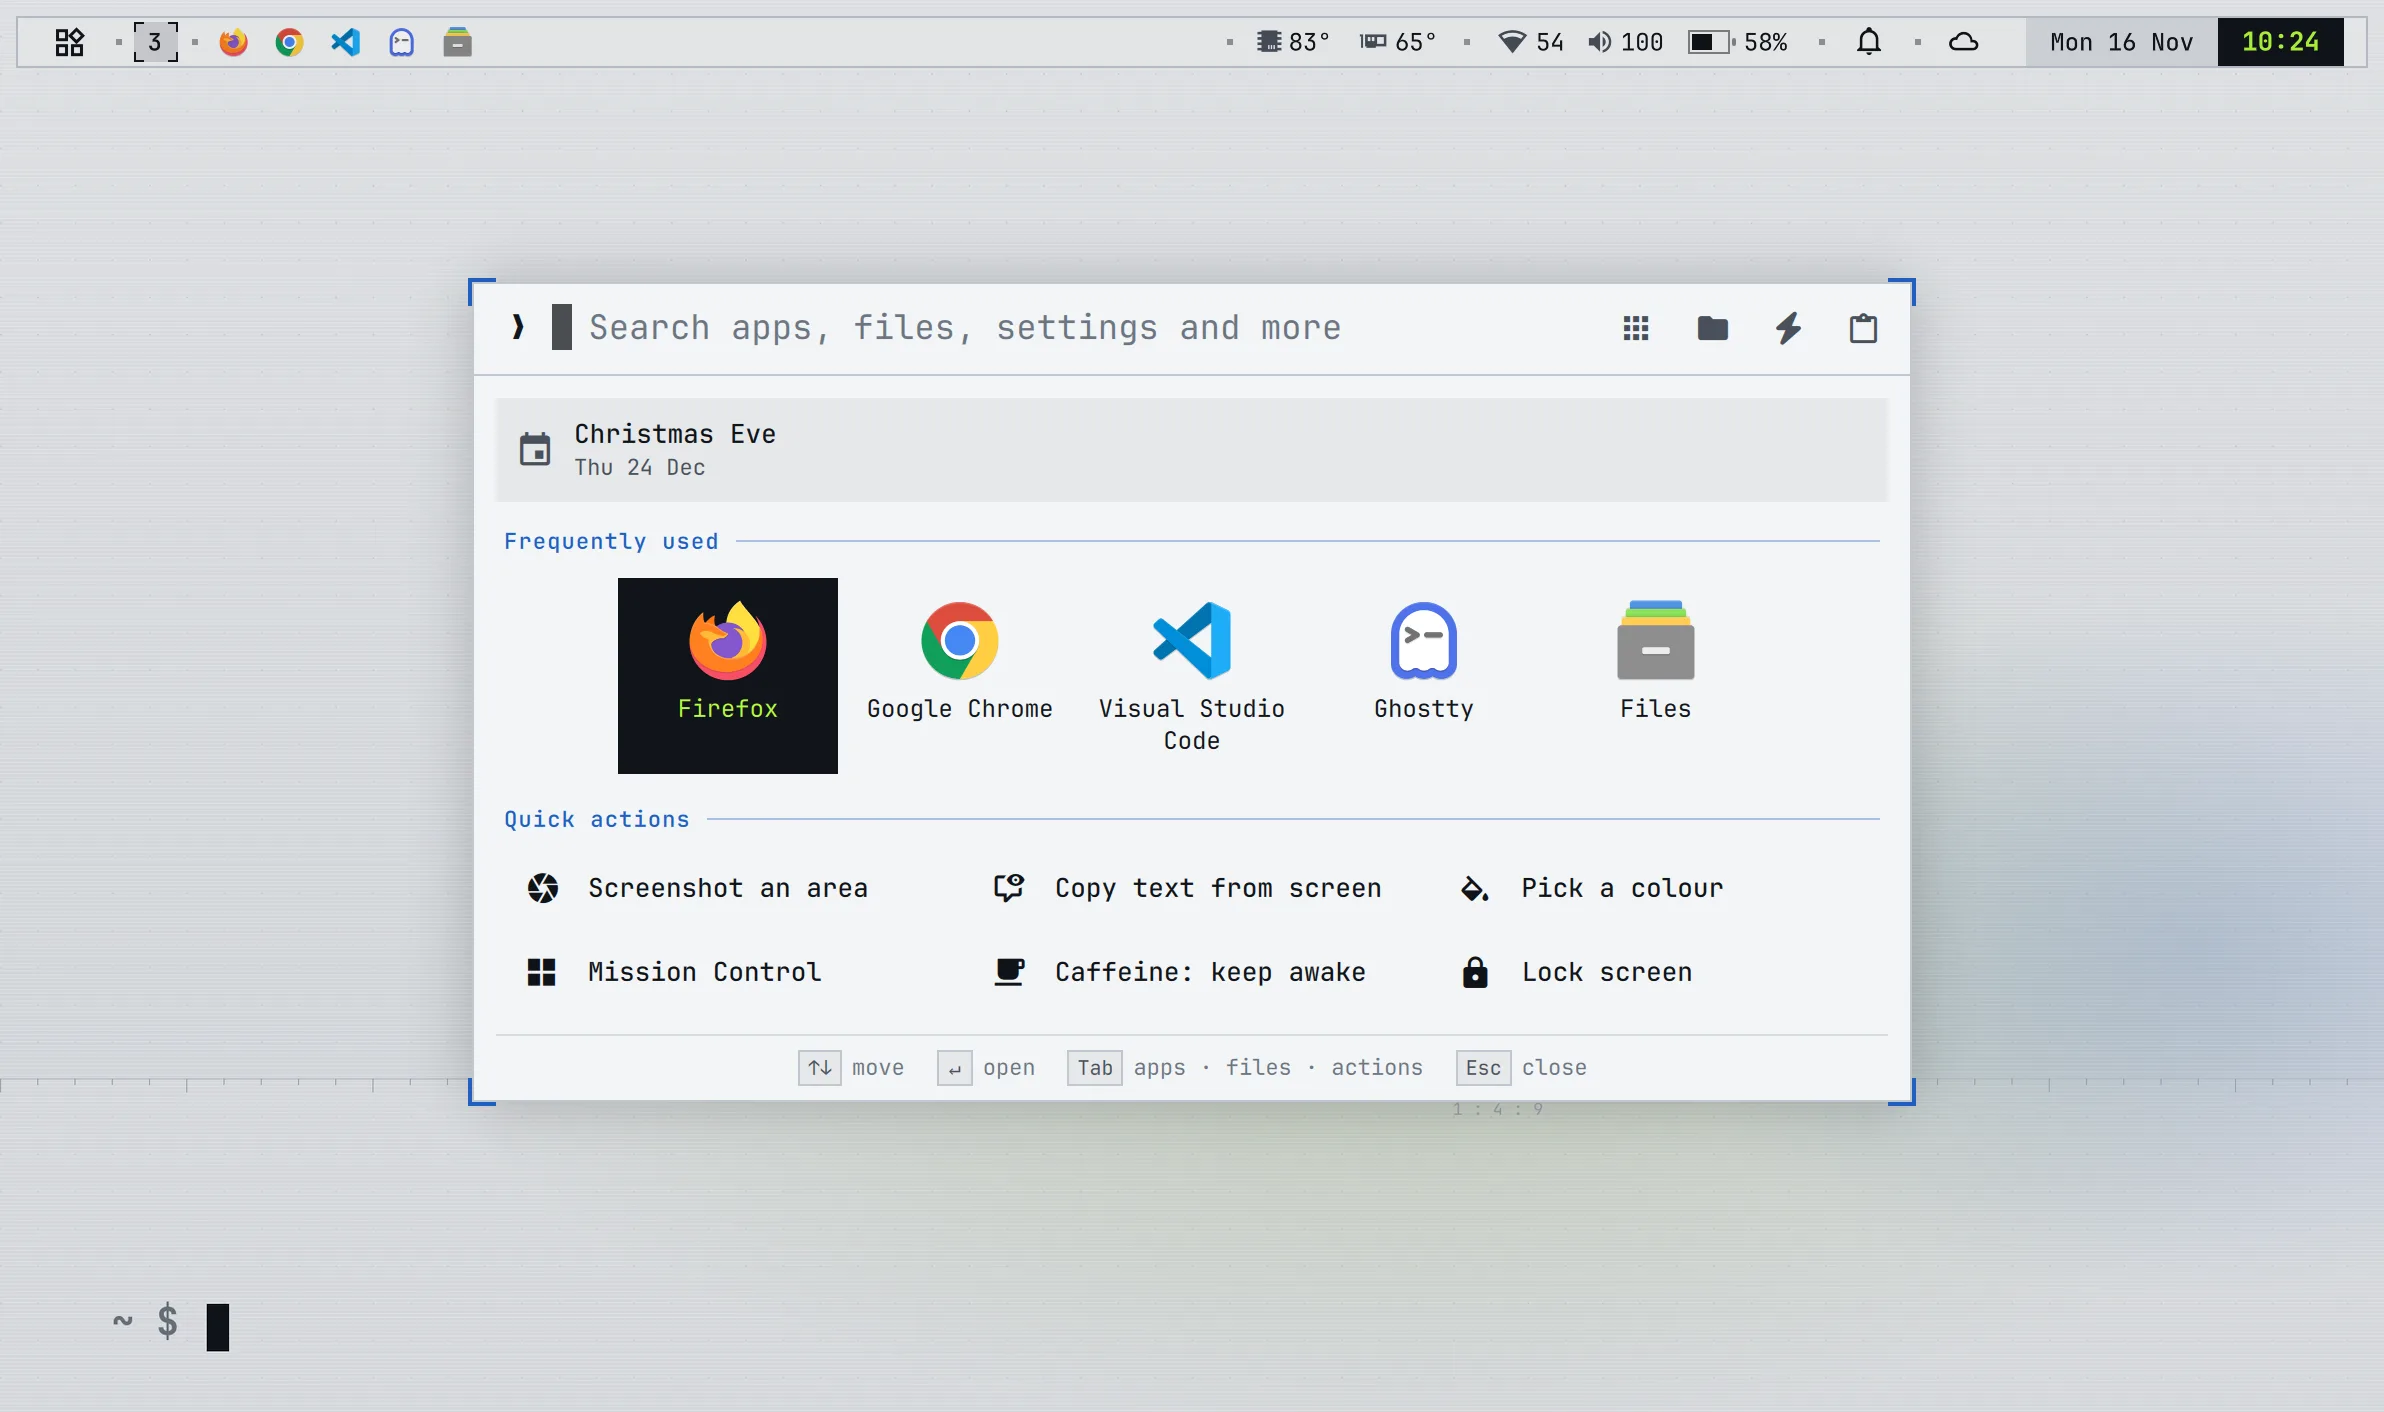 3
83°
65°
54
100
58%
Mon 16 Nov
10:24
Search apps, files, settings and more
Christmas Eve
Thu 24 Dec
Frequently used
Firefox
Google Chrome
Visual Studio
Code
Ghostty
Files
Quick actions
Screenshot an area
Copy text from screen
Pick a colour
Mission Control
Caffeine: keep awake
Lock screen
↑↓ move
↵ open
Tab apps · files · actions
Esc close
1 : 4 : 9
~ $